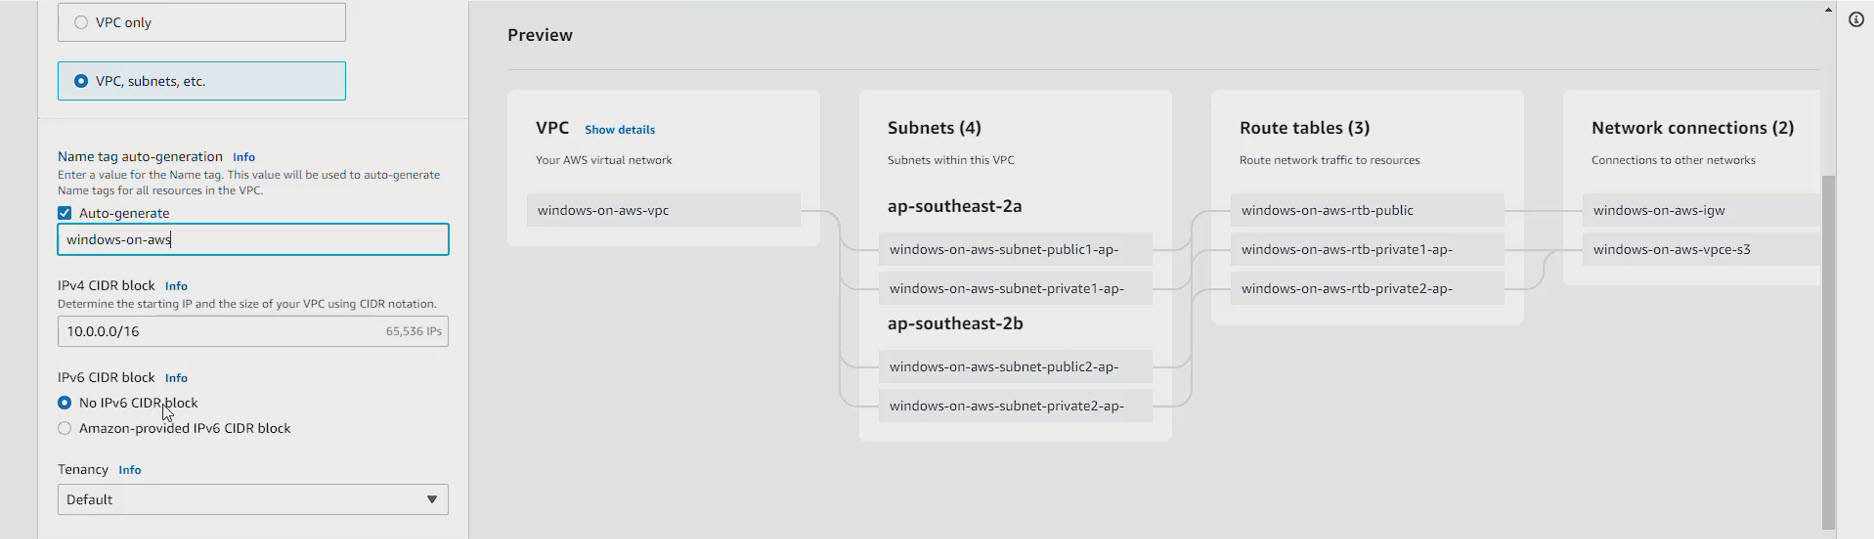 VPC only
VPC, subnets, etc.
Name tag auto-generation Info
Enter a value for the Name tag. This value will be used to auto-generate
Name tags for all resources in the VPC.
Auto-generate
windows-on-aws
IPv4 CIDR block Info
Determine the starting IP and the size of your VPC using CIDR notation.
10.0.0.0/16 65,536 IPs
IPv6 CIDR block Info
No IPv6 CIDR block
Amazon-provided IPv6 CIDR block
Tenancy Info
Default
Preview
VPC Show details
Your AWS virtual network
windows-on-aws-vpc
Subnets (4)
Subnets within this VPC
ap-southeast-2a
windows-on-aws-subnet-public1-ap-
windows-on-aws-subnet-private1-ap-
ap-southeast-2b
windows-on-aws-subnet-public2-ap-
windows-on-aws-subnet-private2-ap-
Route tables (3)
Route network traffic to resources
windows-on-aws-rtb-public
windows-on-aws-rtb-private1-ap-
windows-on-aws-rtb-private2-ap-
Network connections (2)
Connections to other networks
windows-on-aws-igw
windows-on-aws-vpce-s3